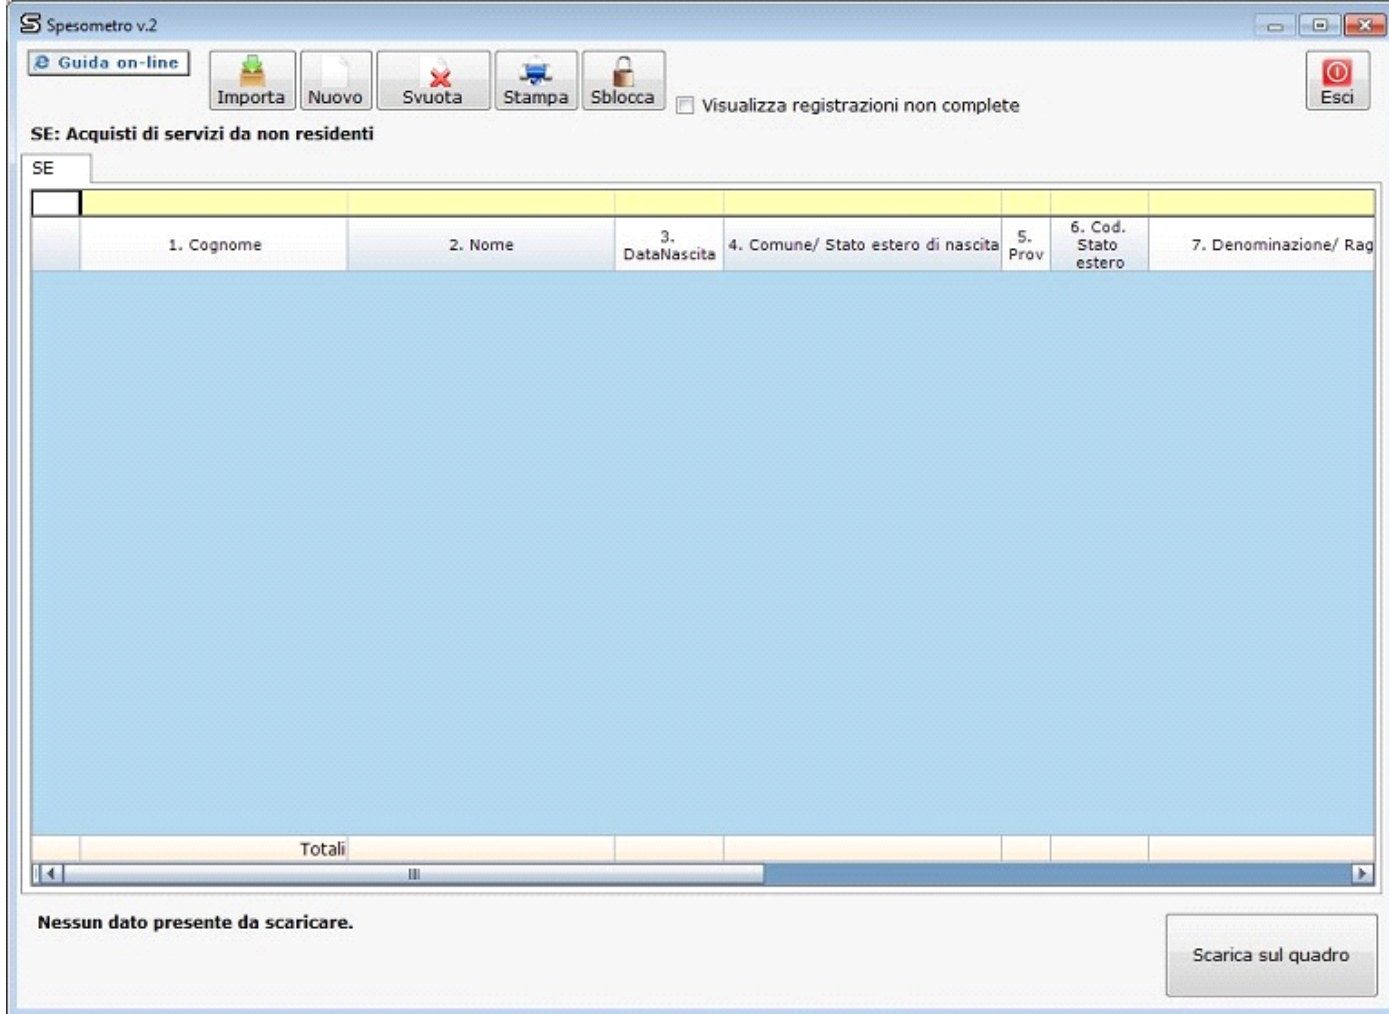 Spesometro v.2
Guida on-line
Importa Nuovo Svuota Stampa Sblocca Visualizza registrazioni non complete Esci
SE: Acquisti di servizi da non residenti
SE
1. Cognome 2. Nome 3. DataNascita 4. Comune/ Stato estero di nascita 5. Prov 6. Cod. Stato estero 7. Denominazione/ Rag
Totali
Nessun dato presente da scaricare.
Scarica sul quadro